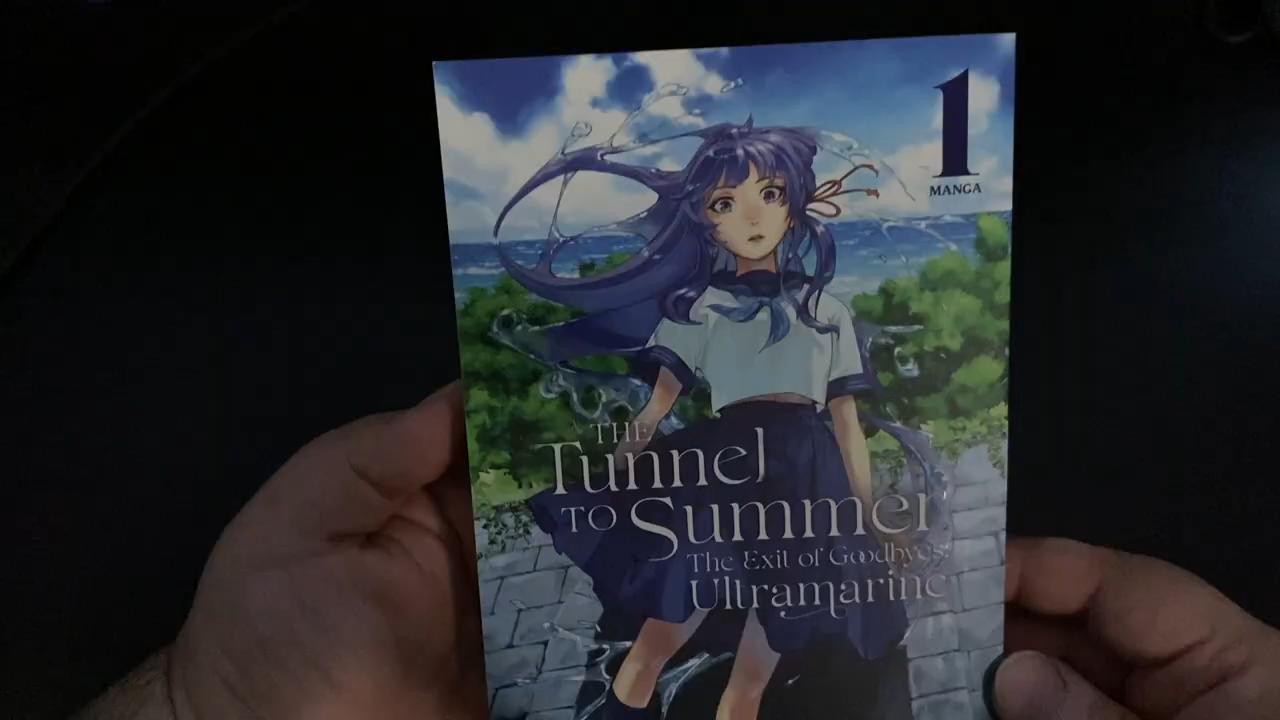 1
MANGA
THE
Tunnel
TO Summer
The Exit of Goodbyes:
Ultramarine